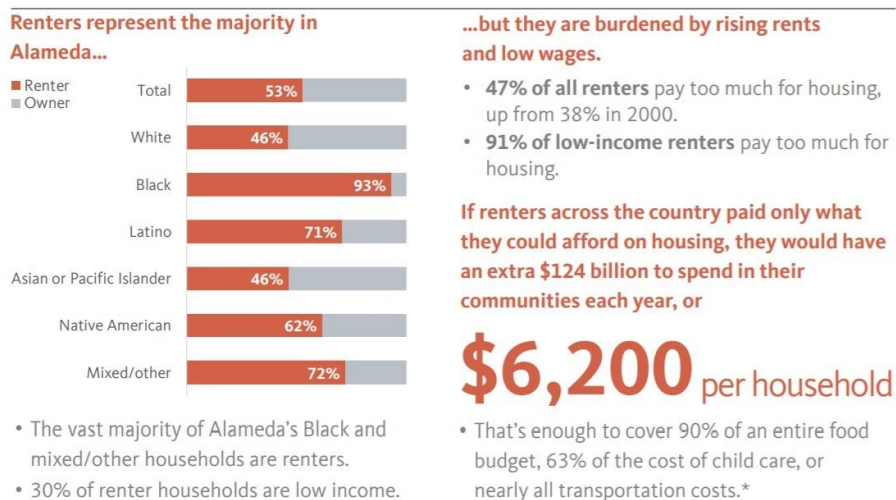 Renters represent the majority in
Alameda...
Renter
Owner
Total
53%
White
46%
Black
93%
Latino
71%
Asian or Pacific Islander
46%
Native American
62%
Mixed/other
72%
• The vast majority of Alameda's Black and
mixed/other households are renters.
• 30% of renter households are low income.
...but they are burdened by rising rents
and low wages.
• 47% of all renters pay too much for housing,
up from 38% in 2000.
• 91% of low-income renters pay too much for
housing.
If renters across the country paid only what
they could afford on housing, they would have
an extra $124 billion to spend in their
communities each year, or
$6,200 per household
• That's enough to cover 90% of an entire food
budget, 63% of the cost of child care, or
nearly all transportation costs.*